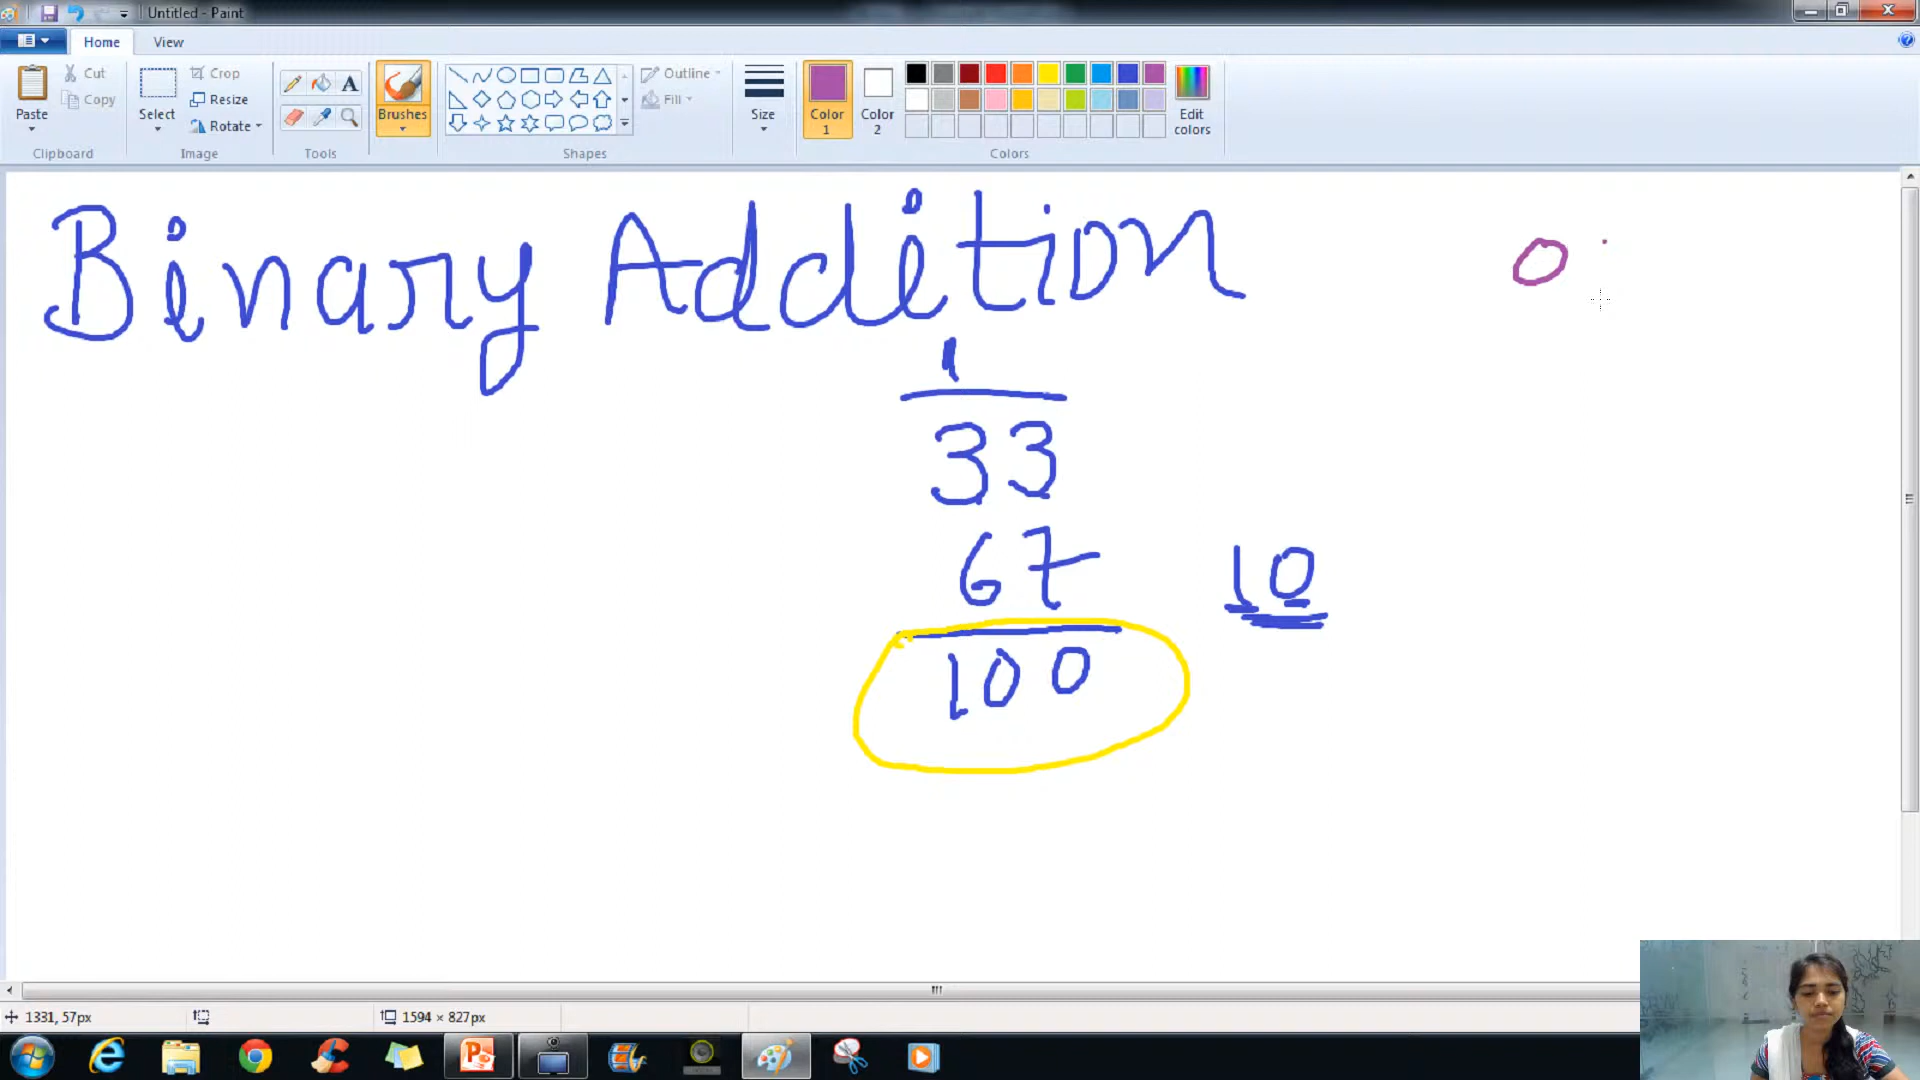 Untitled - Paint
Home View
Cut
Copy
Paste
Clipboard
Crop
Resize
Rotate
Select
Image
Tools
Brushes
Outline
Fill
Shapes
Size
Color 1
Color 2
Edit colors
Colors
Binary Addition
0
1
33
67
10
100
1331, 57px
1594 × 827px